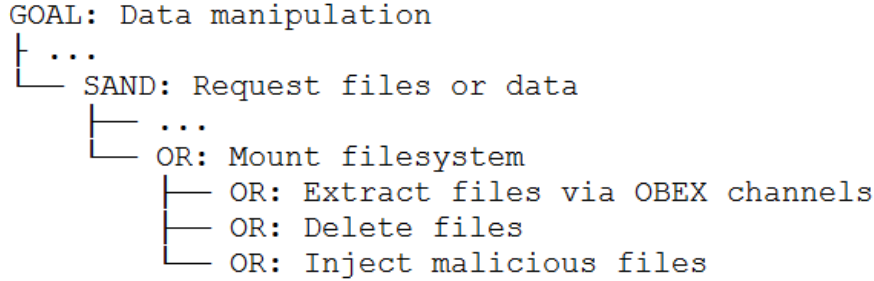 GOAL: Data manipulation
├ ...
└── SAND: Request files or data
    ├── ...
    └── OR: Mount filesystem
        ├── OR: Extract files via OBEX channels
        ├── OR: Delete files
        └── OR: Inject malicious files